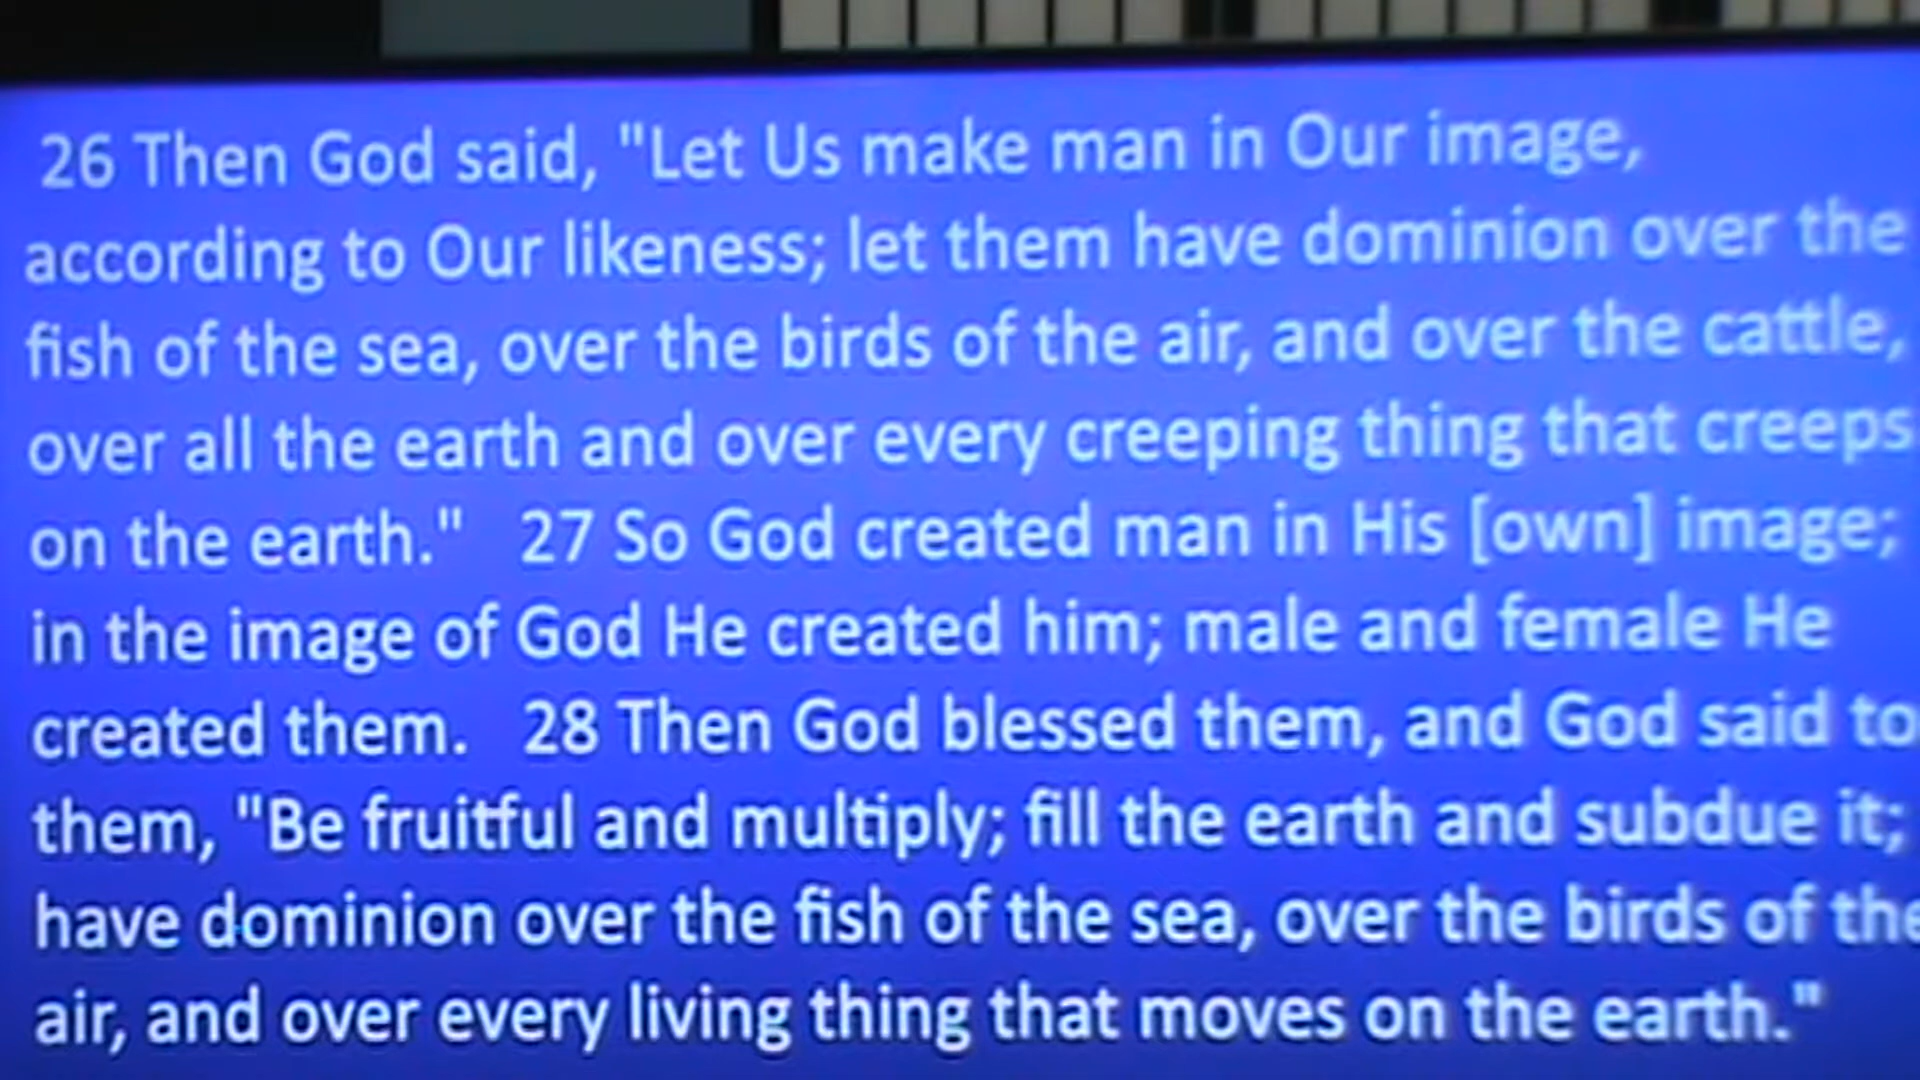 26 Then God said, "Let Us make man in Our image,
according to Our likeness; let them have dominion over the
fish of the sea, over the birds of the air, and over the cattle,
over all the earth and over every creeping thing that creeps
on the earth." 27 So God created man in His [own] image;
in the image of God He created him; male and female He
created them. 28 Then God blessed them, and God said to
them, "Be fruitful and multiply; fill the earth and subdue it;
have dominion over the fish of the sea, over the birds of the
air, and over every living thing that moves on the earth."